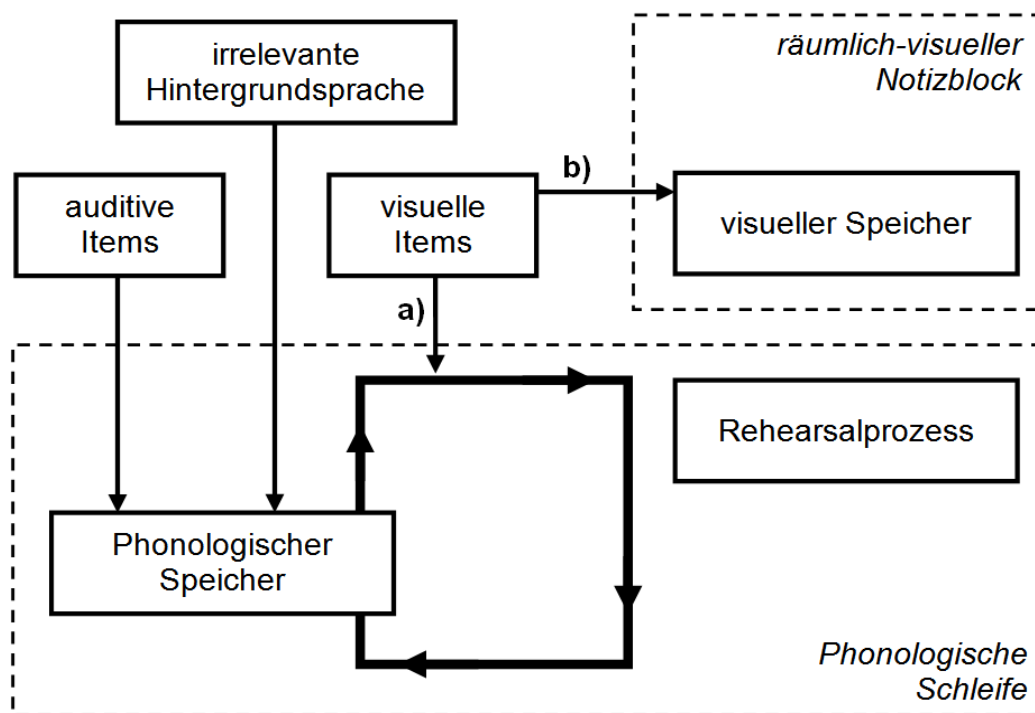 irrelevante
Hintergrundsprache
räumlich-visueller
Notizblock
auditive
Items
visuelle
Items
b)
visueller Speicher
a)
Rehearsalprozess
Phonologischer
Speicher
Phonologische
Schleife